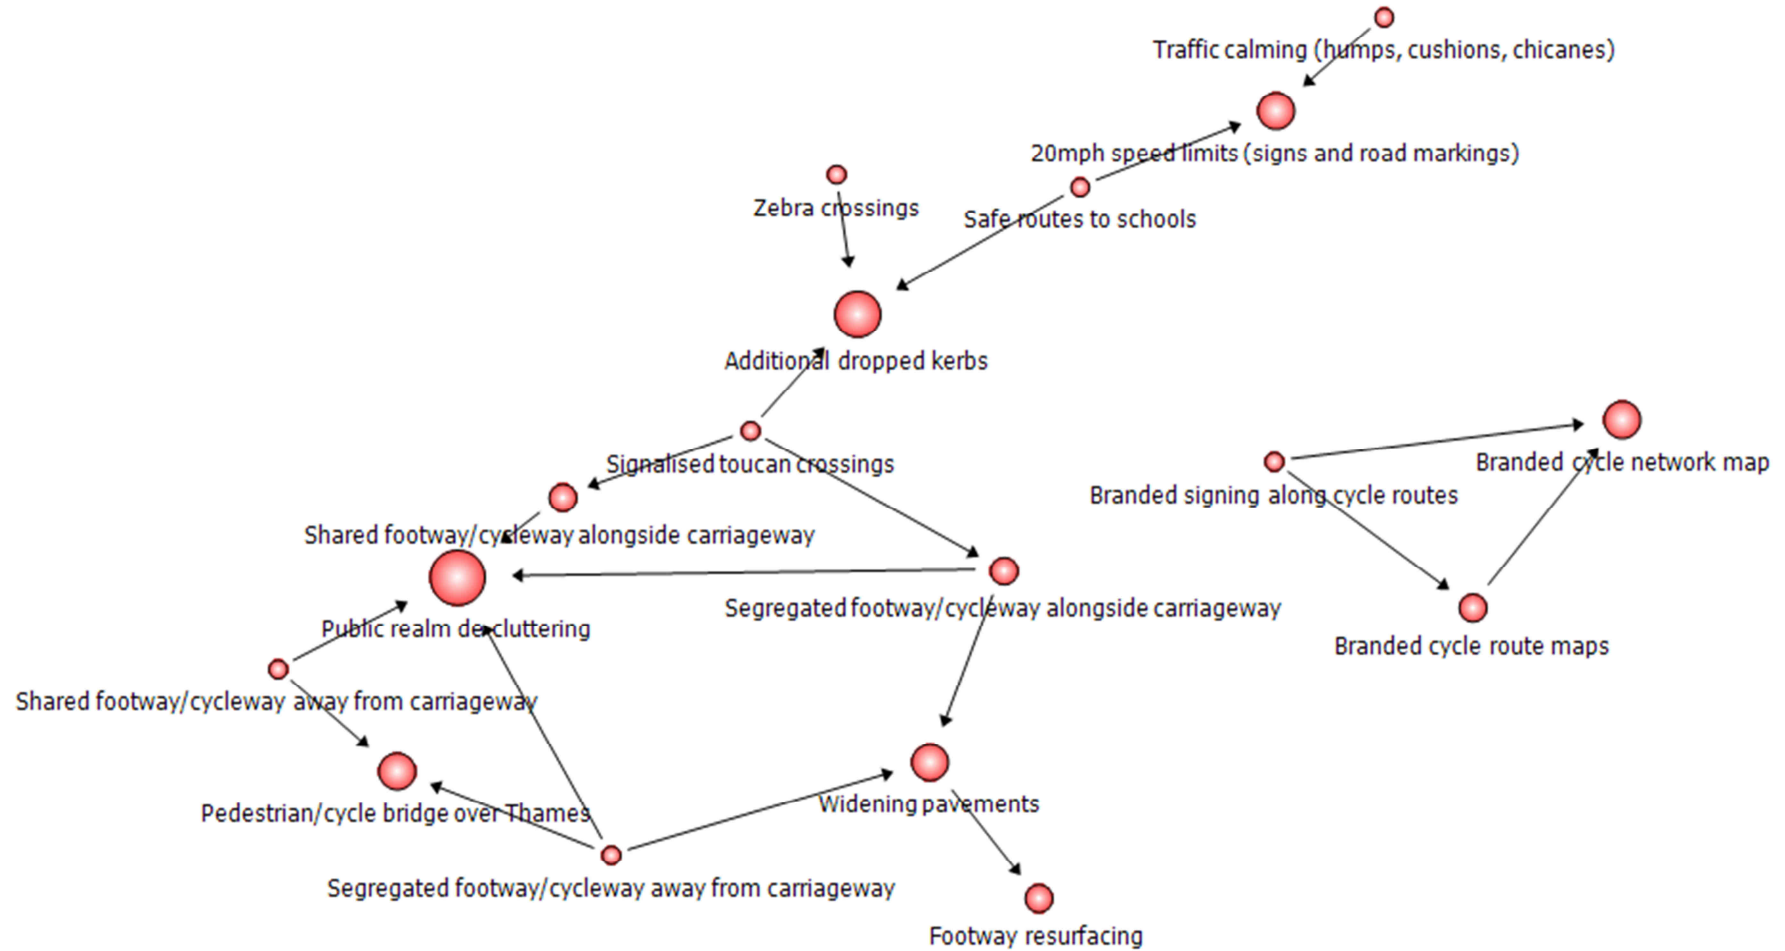 Traffic calming (humps, cushions, chicanes)
20mph speed limits (signs and road markings)
Zebra crossings
Safe routes to schools
Additional dropped kerbs
Signalised toucan crossings
Branded cycle network map
Branded signing along cycle routes
Shared footway/cycleway alongside carriageway
Segregated footway/cycleway alongside carriageway
Public realm de-cluttering
Branded cycle route maps
Shared footway/cycleway away from carriageway
Pedestrian/cycle bridge over Thames
Widening pavements
Segregated footway/cycleway away from carriageway
Footway resurfacing